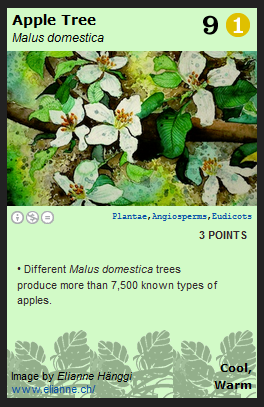 Apple Tree 9 1
Malus domestica
Plantae,Angiosperms,Eudicots
3 POINTS
• Different Malus domestica trees
produce more than 7,500 known types of
apples.
Cool,
Image by Elianne Hänggi
Warm
www.elianne.ch/